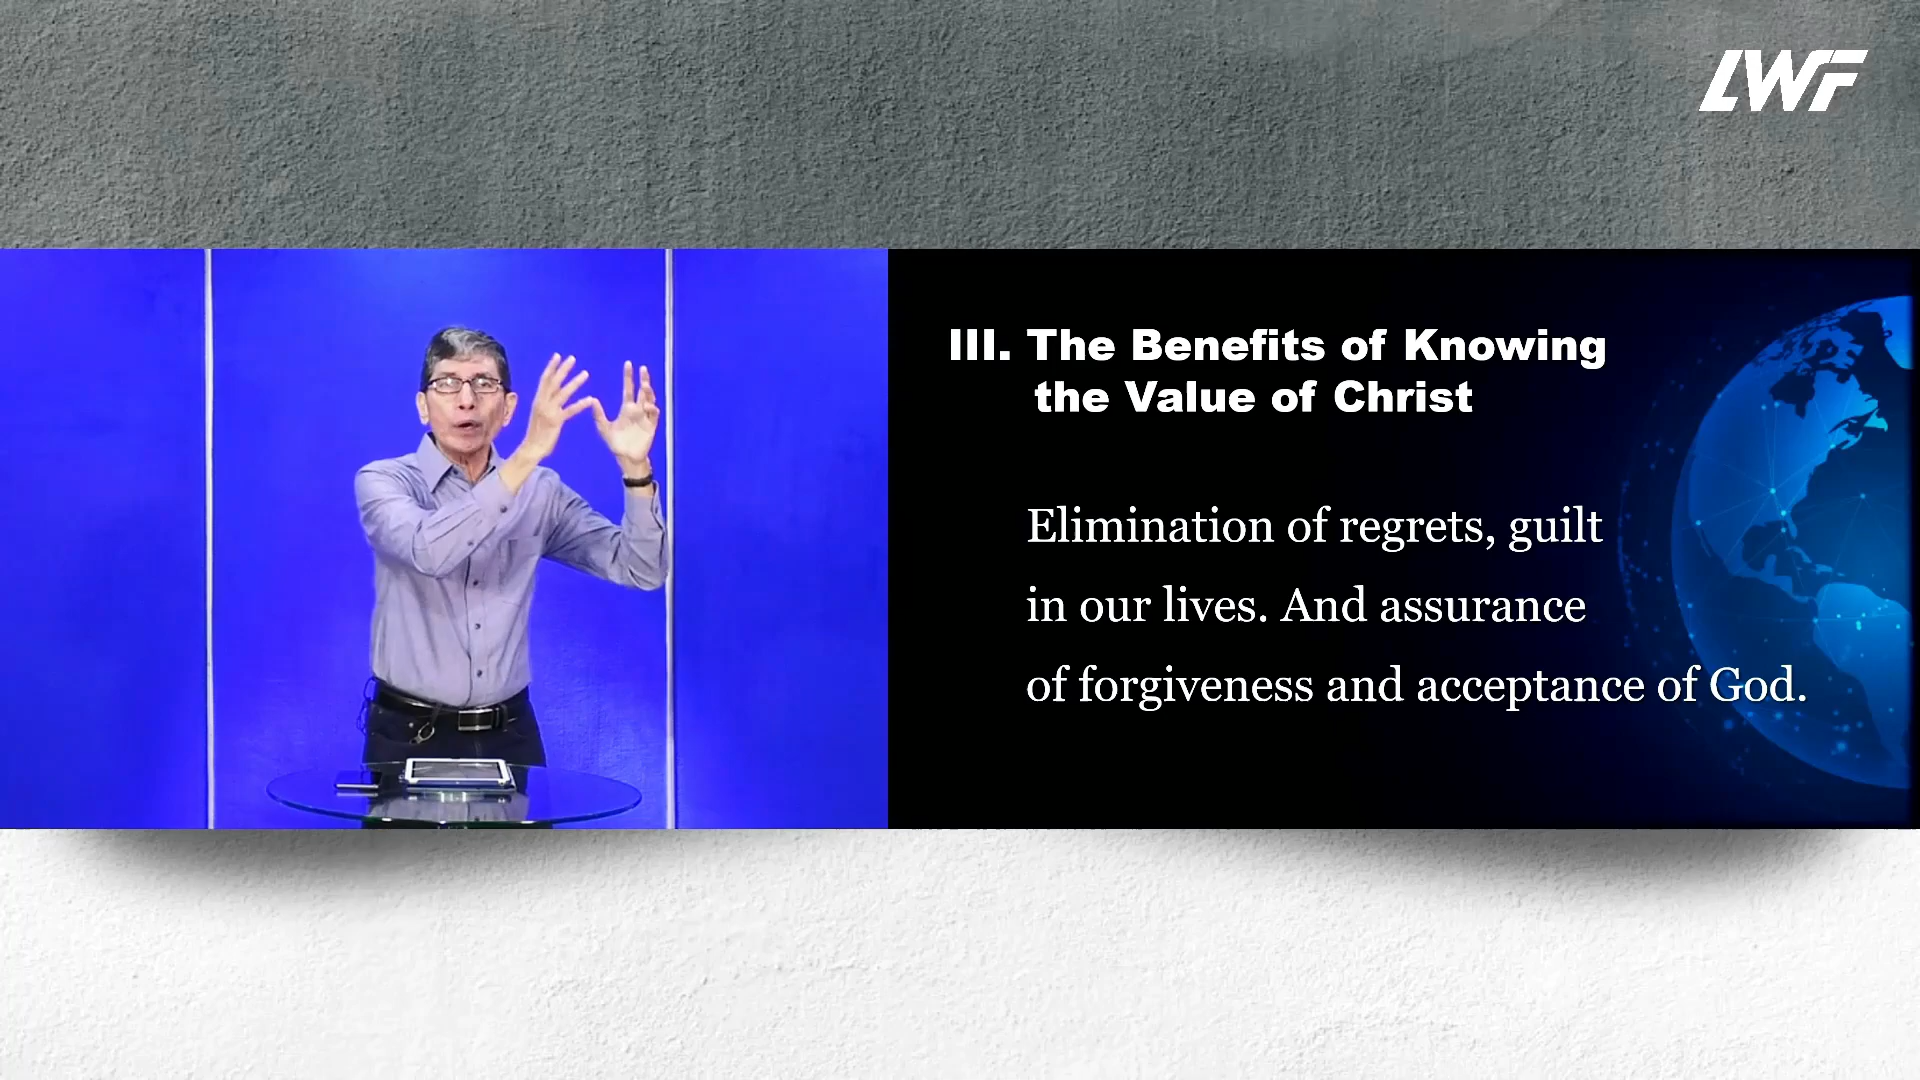 LWF
III. The Benefits of Knowing
the Value of Christ
Elimination of regrets, guilt
in our lives. And assurance
of forgiveness and acceptance of God.